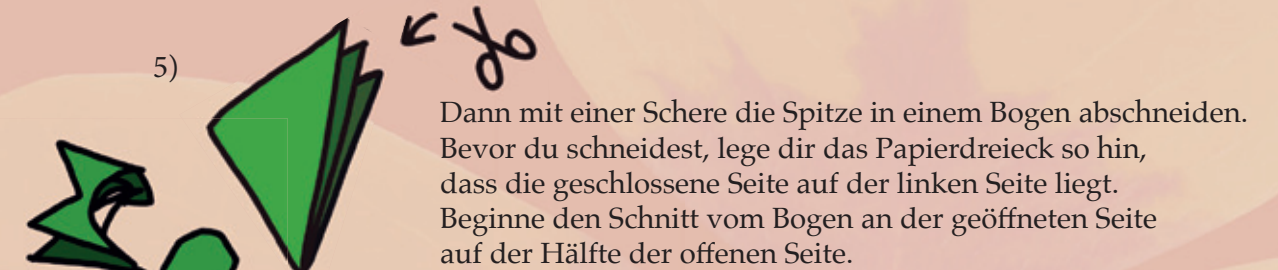 5)
Dann mit einer Schere die Spitze in einem Bogen abschneiden.
Bevor du schneidest, lege dir das Papierdreieck so hin,
dass die geschlossene Seite auf der linken Seite liegt.
Beginne den Schnitt vom Bogen an der geöffneten Seite
auf der Hälfte der offenen Seite.